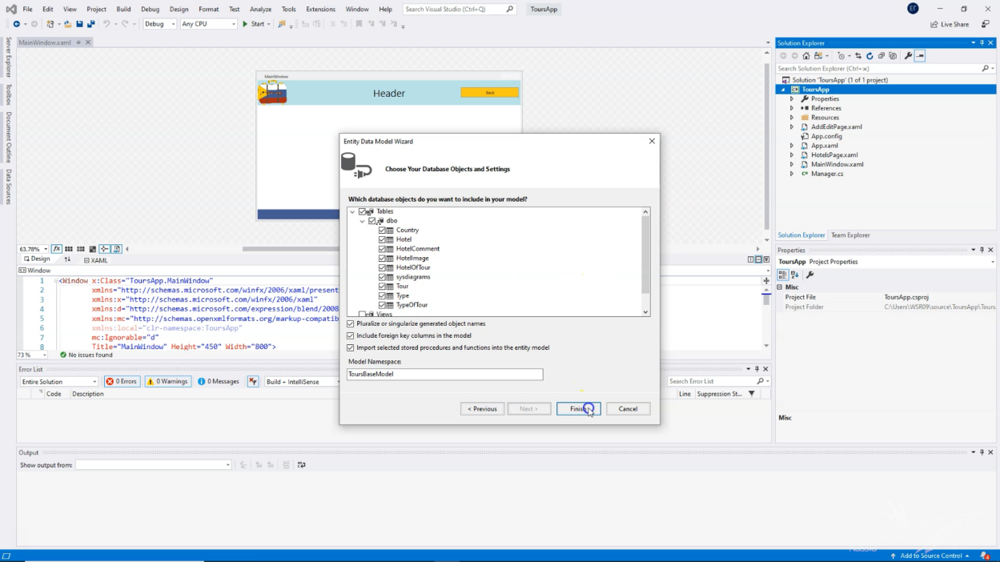 File Edit View Project Build Debug Design Format Test Analyze Tools Extensions Window Help Search Visual Studio (Ctrl+Q) ToursApp ЕГ
Debug Any CPU Start Live Share
MainWindow.xaml
Server Explorer
Toolbox
Document Outline
Data Sources
MainWindow
Header
Back
Entity Data Model Wizard
Choose Your Database Objects and Settings
Which database objects do you want to include in your model?
Tables
dbo
Country
Hotel
HotelComment
HotelImage
HotelOfTour
sysdiagrams
Tour
Type
TypeOfTour
Views
Pluralize or singularize generated object names
Include foreign key columns in the model
Import selected stored procedures and functions into the entity model
Model Namespace:
ToursBaseModel
< Previous Next > Finish Cancel
63.78%
Design XAML
Window
1 <Window x:Class="ToursApp.MainWindow"
2 xmlns="http://schemas.microsoft.com/winfx/2006/xaml/present
3 xmlns:x="http://schemas.microsoft.com/winfx/2006/xaml"
4 xmlns:d="http://schemas.microsoft.com/expression/blend/2008
5 xmlns:mc="http://schemas.openxmlformats.org/markup-compatib
6 xmlns:local="clr-namespace:ToursApp"
7 mc:Ignorable="d"
8 Title="MainWindow" Height="450" Width="800">
73 % No issues found
Error List
Entire Solution 0 Errors 0 Warnings 0 Messages Build + IntelliSense Search Error List
Code Description Line Suppression St...
Output
Show output from:
Solution Explorer
Search Solution Explorer (Ctrl+ж)
Solution 'ToursApp' (1 of 1 project)
ToursApp
Properties
References
Resources
AddEditPage.xaml
App.config
App.xaml
HotelsPage.xaml
MainWindow.xaml
C# Manager.cs
Solution Explorer Team Explorer
Properties
ToursApp Project Properties
Misc
Project File ToursApp.csproj
Project Folder C:\Users\WSR09\source\ToursApp\Tours
Misc
Add to Source Control 4